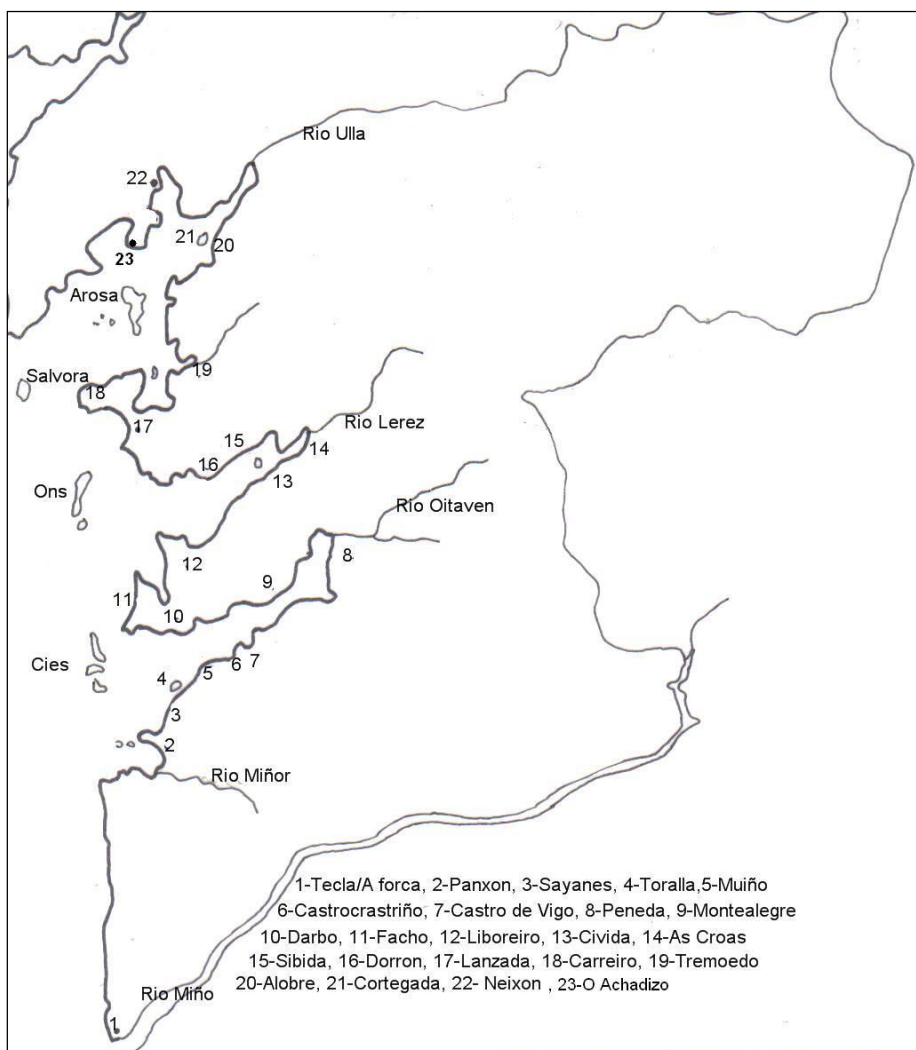 Rio Ulla
22
21
20
23
Arosa
19
Salvora
18
17
Rio Lerez
15
14
16
13
Ons
Rio Oitaven
12
8
9
11
10
Cies
7
6
5
4
3
2
Rio Miñor
1-Tecla/A forca, 2-Panxon, 3-Sayanes, 4-Toralla,5-Muiño
6-Castrocrastriño, 7-Castro de Vigo, 8-Peneda, 9-Montealegre
10-Darbo, 11-Facho, 12-Liboreiro, 13-Civida, 14-As Croas
15-Sibida, 16-Dorron, 17-Lanzada, 18-Carreiro, 19-Tremoedo
20-Alobre, 21-Cortegada, 22- Neixon , 23-O Achadizo
Rio Miño
1